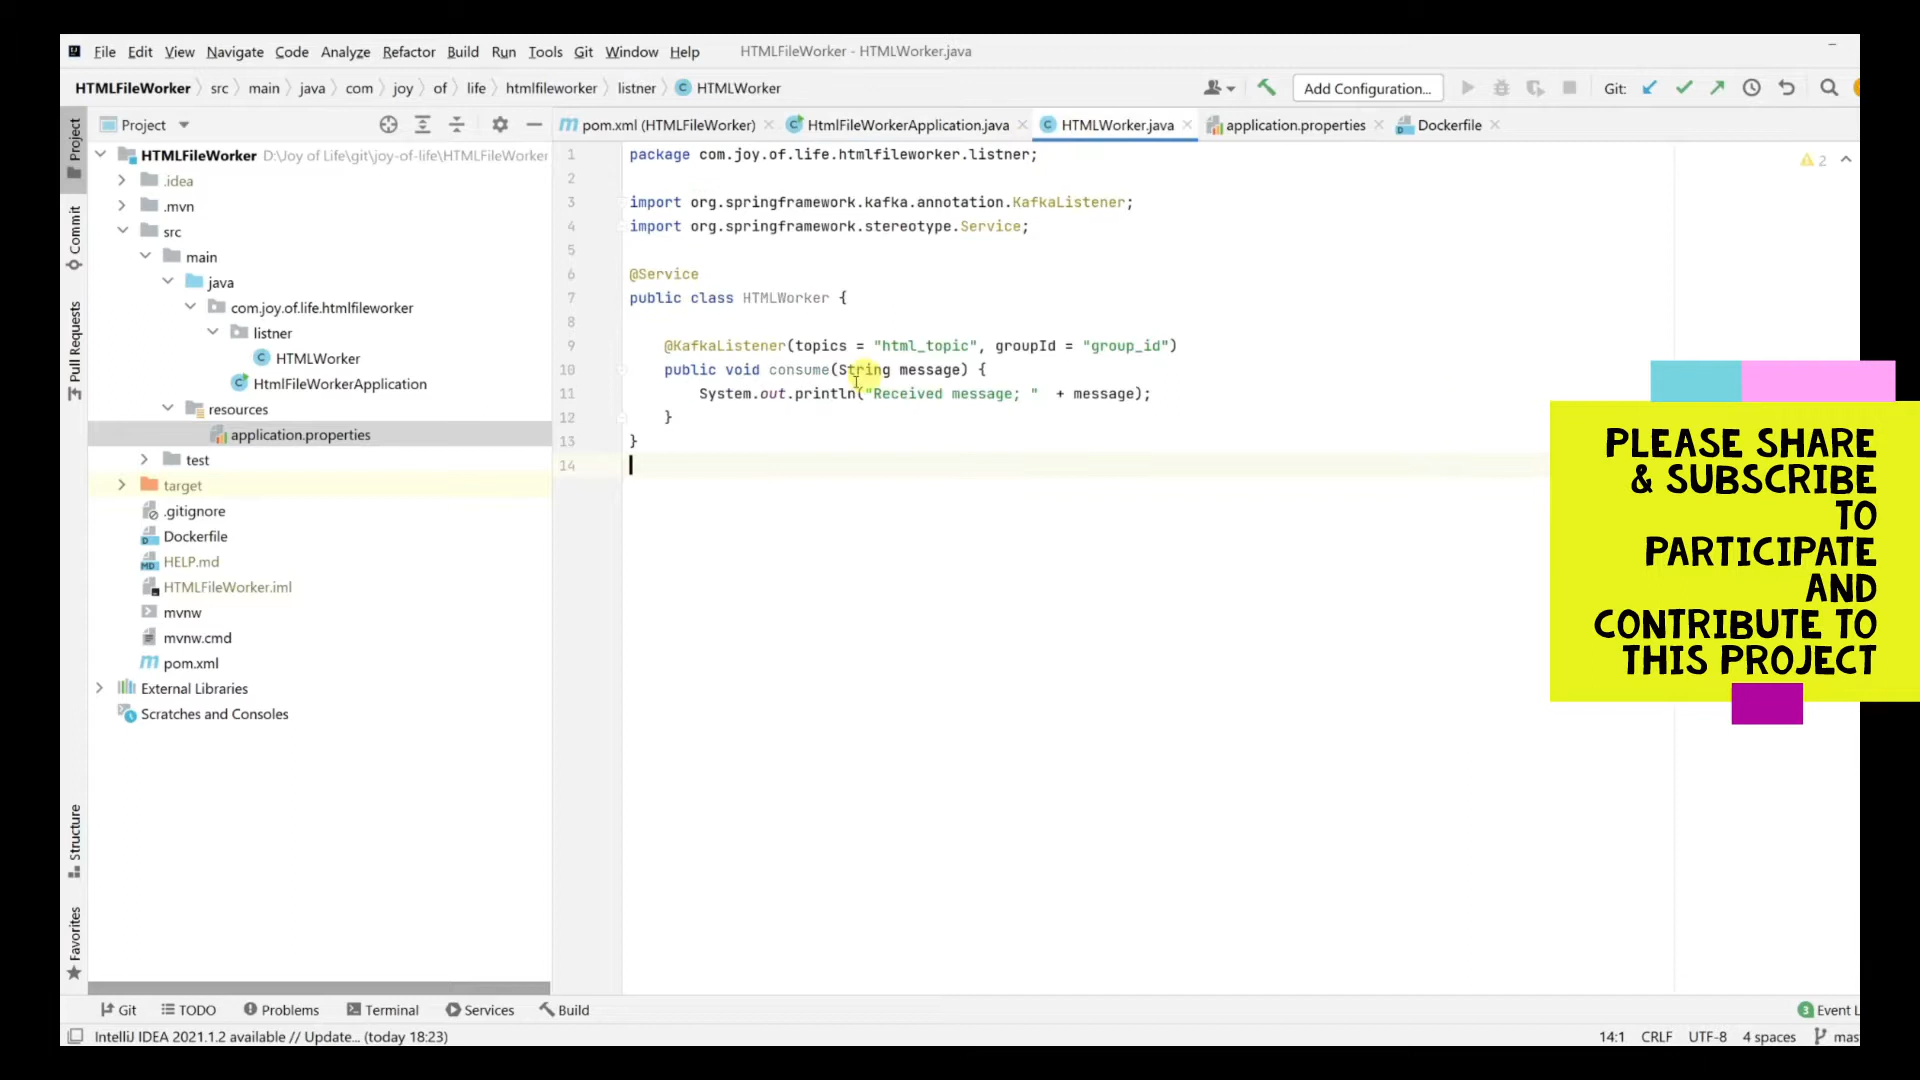 File Edit View Navigate Code Analyze Refactor Build Run Tools Git Window Help HTMLFileWorker - HTMLWorker.java
HTMLFileWorker src main java com joy of life htmlfileworker listner HTMLWorker Add Configuration... Git:
Project
pom.xml (HTMLFileWorker) HtmlFileWorkerApplication.java HTMLWorker.java application.properties Dockerfile
Project
Commit
Pull Requests
Structure
Favorites
HTMLFileWorker D:\Joy of Life\git\joy-of-life\HTMLFileWorker
.idea
.mvn
src
main
java
com.joy.of.life.htmlfileworker
listner
HTMLWorker
HtmlFileWorkerApplication
resources
application.properties
test
target
.gitignore
Dockerfile
HELP.md
HTMLFileWorker.iml
mvnw
mvnw.cmd
pom.xml
External Libraries
Scratches and Consoles
1 package com.joy.of.life.htmlfileworker.listner;
2
3 import org.springframework.kafka.annotation.KafkaListener;
4 import org.springframework.stereotype.Service;
5
6 @Service
7 public class HTMLWorker {
8
9 @KafkaListener(topics = "html_topic", groupId = "group_id")
10 public void consume(String message) {
11 System.out.println("Received message; " + message);
12 }
13 }
14
2
PLEASE SHARE
& SUBSCRIBE
TO
PARTICIPATE
AND
CONTRIBUTE TO
THIS PROJECT
Git TODO Problems Terminal Services Build 3 Event L
IntelliJ IDEA 2021.1.2 available // Update... (today 18:23) 14:1 CRLF UTF-8 4 spaces mas